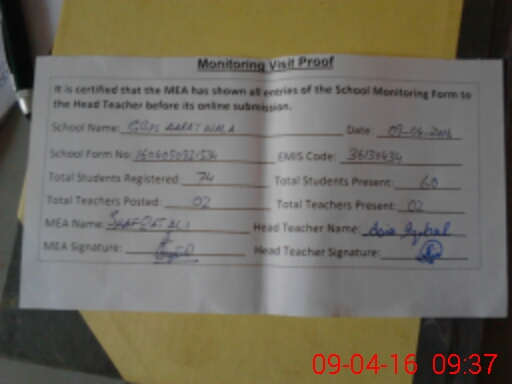 Monitoring Visit Proof
It is certified that the MEA has shown all entries of the School Monitoring Form to
the Head Teacher before its online submission.
School Name: Date: 09-04-2016
School Form No: EMIS Code: 36130434
Total Students Registered: 74 Total Students Present: 60
Total Teachers Posted: 02 Total Teachers Present: 02
MEA Name: Head Teacher Name: Asia Iqbal
MEA Signature: Head Teacher Signature:
09-04-16 09:37